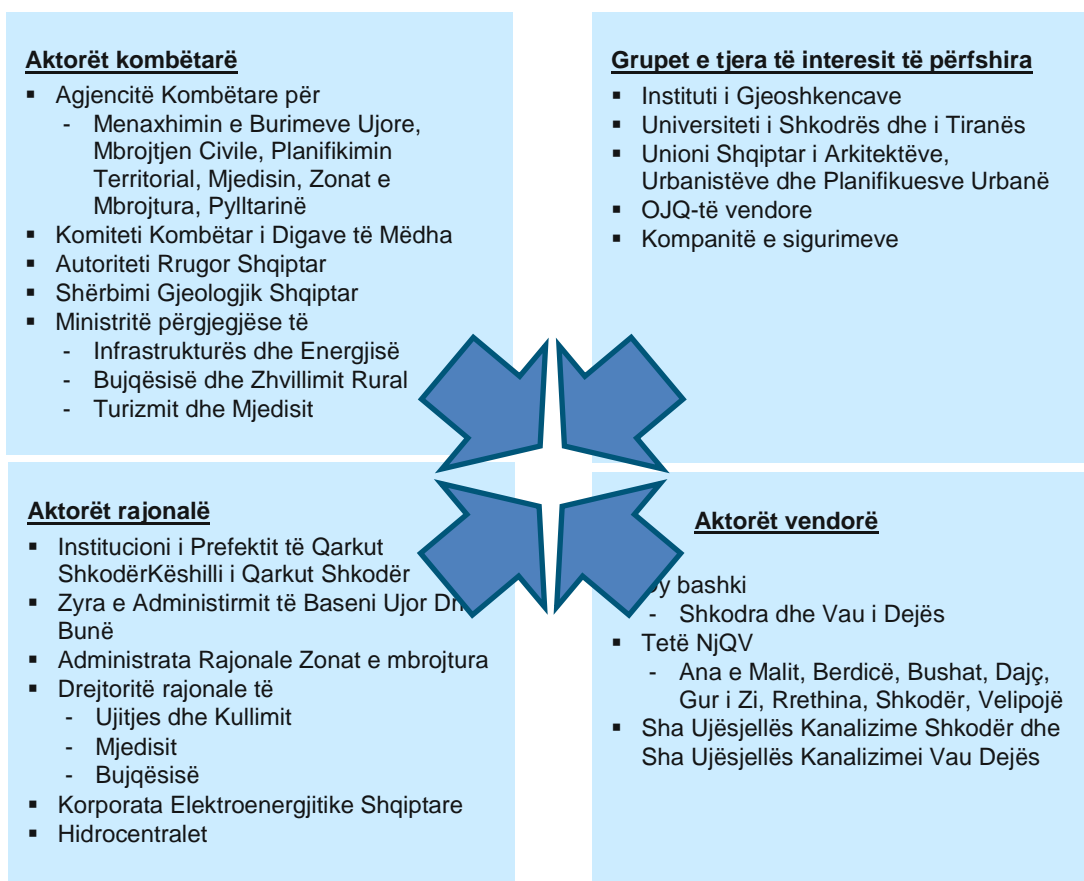 Aktorët kombëtarë
▪ Agjencitë Kombëtare për
- Menaxhimin e Burimeve Ujore,
Mbrojtjen Civile, Planifikimin
Territorial, Mjedisin, Zonat e
Mbrojtura, Pylltarinë
▪ Komiteti Kombëtar i Digave të Mëdha
▪ Autoriteti Rrugor Shqiptar
▪ Shërbimi Gjeologjik Shqiptar
▪ Ministritë përgjegjëse të
- Infrastrukturës dhe Energjisë
- Bujqësisë dhe Zhvillimit Rural
- Turizmit dhe Mjedisit
Grupet e tjera të interesit të përfshira
▪ Instituti i Gjeoshkencave
▪ Universiteti i Shkodrës dhe i Tiranës
▪ Unioni Shqiptar i Arkitektëve,
Urbanistëve dhe Planifikuesve Urbanë
▪ OJQ-të vendore
▪ Kompanitë e sigurimeve
Aktorët rajonalë
▪ Institucioni i Prefektit të Qarkut
ShkodërKëshilli i Qarkut Shkodër
▪ Zyra e Administirmit të Baseni Ujor
Bunë
▪ Administrata Rajonale Zonat e mbrojtura
▪ Drejtoritë rajonale të
- Ujitjes dhe Kullimit
- Mjedisit
- Bujqësisë
▪ Korporata Elektroenergjitike Shqiptare
▪ Hidrocentralet
Aktorët vendorë
bashki
- Shkodra dhe Vau i Dejës
▪ Tetë NjQV
- Ana e Malit, Berdicë, Bushat, Dajç,
Gur i Zi, Rrethina, Shkodër, Velipojë
▪ Sha Ujësjellës Kanalizime Shkodër dhe
Sha Ujësjellës Kanalizimei Vau Dejës